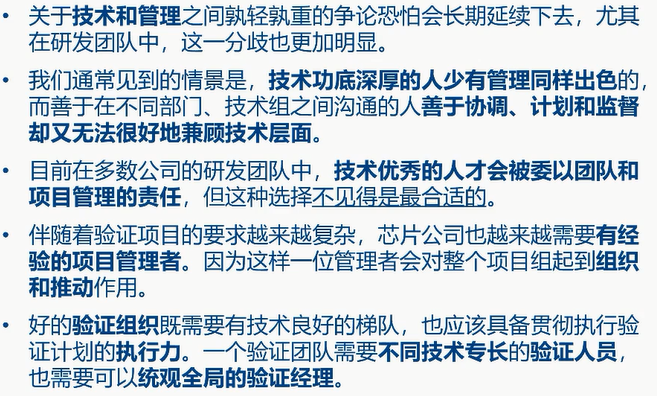 • 关于技术和管理之间孰轻孰重的争论恐怕会长期延续下去，尤其
在研发团队中，这一分歧也更加明显。
• 我们通常见到的情景是，技术功底深厚的人少有管理同样出色的，
而善于在不同部门、技术组之间沟通的人善于协调、计划和监督
却又无法很好地兼顾技术层面。
• 目前在多数公司的研发团队中，技术优秀的人才会被委以团队和
项目管理的责任，但这种选择不见得是最合适的。
• 伴随着验证项目的要求越来越复杂，芯片公司也越来越需要有经
验的项目管理者。因为这样一位管理者会对整个项目组起到组织
和推动作用。
• 好的验证组织既需要有技术良好的梯队，也应该具备贯彻执行验
证计划的执行力。一个验证团队需要不同技术专长的验证人员，
也需要可以统观全局的验证经理。